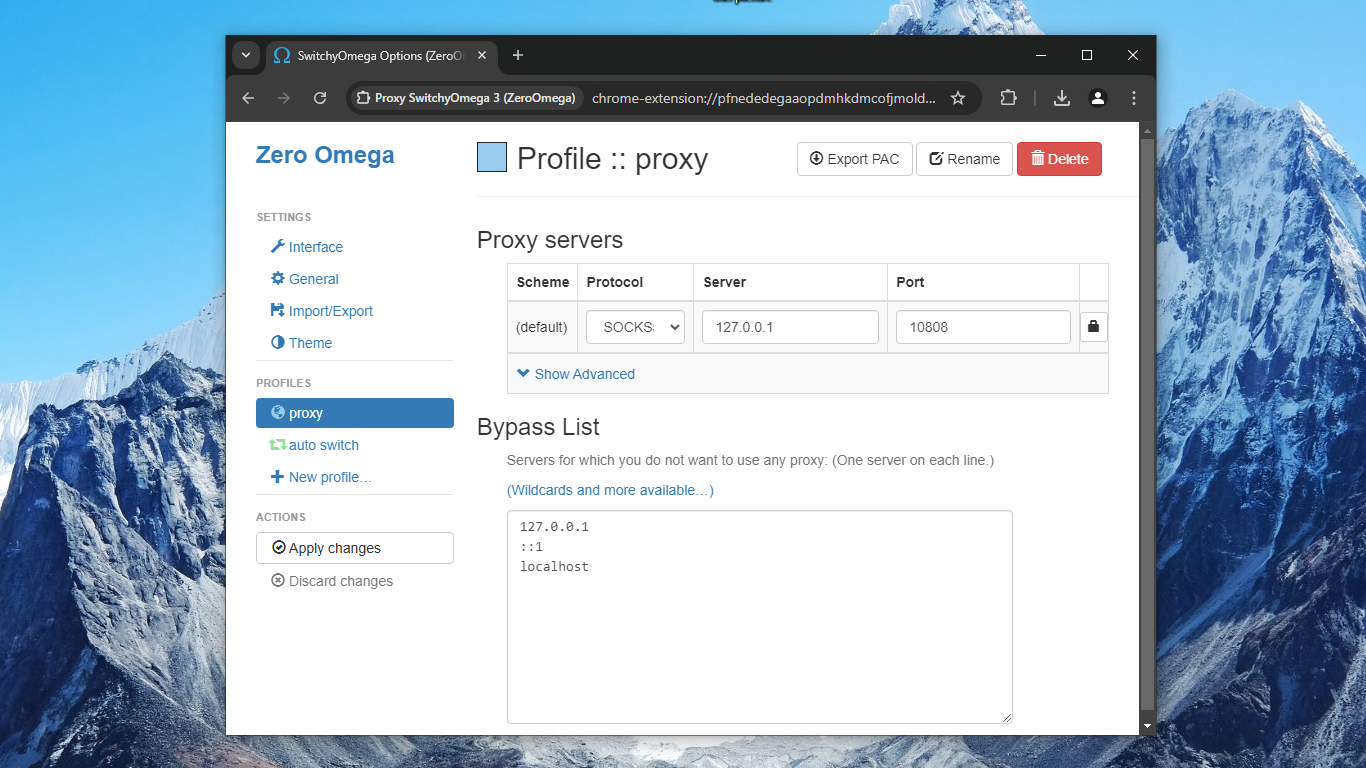 SwitchyOmega Options (ZeroO
Proxy SwitchyOmega 3 (ZeroOmega)
chrome-extension://pfnededegaaopdmhkdmcofjmold...
Zero Omega
Profile :: proxy
Export PAC
Rename
Delete
SETTINGS
Interface
General
Import/Export
Theme
PROFILES
proxy
auto switch
New profile…
ACTIONS
Apply changes
Discard changes
Proxy servers
Scheme Protocol Server Port
(default) SOCKS 127.0.0.1 10808
Show Advanced
Bypass List
Servers for which you do not want to use any proxy: (One server on each line.)
(Wildcards and more available…)
127.0.0.1
::1
localhost